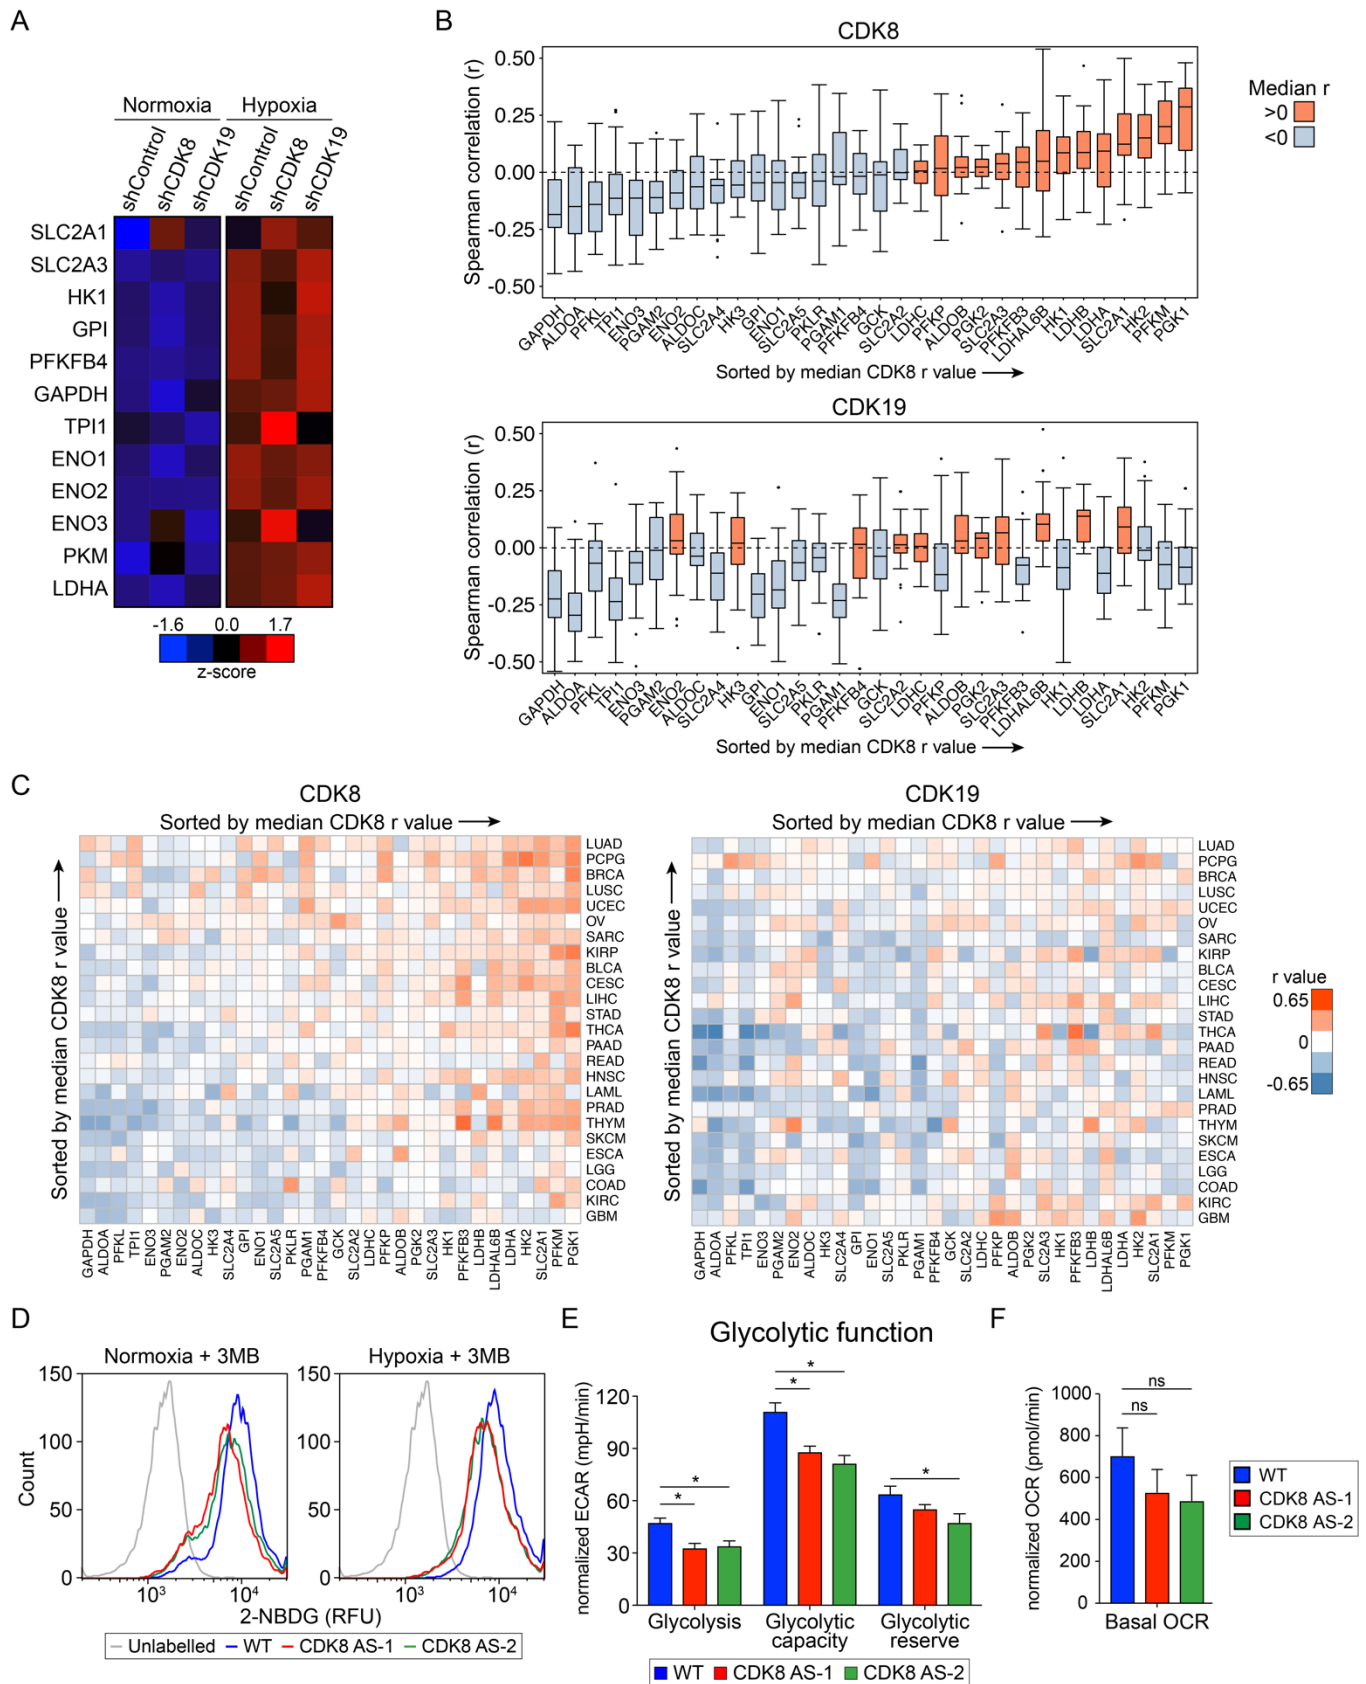 A
Normoxia Hypoxia
shControl shCDK8 shCDK19 shControl shCDK8 shCDK19
SLC2A1
SLC2A3
HK1
GPI
PFKFB4
GAPDH
TPI1
ENO1
ENO2
ENO3
PKM
LDHA
-1.6 0.0 1.7
z-score
B
CDK8
Spearman correlation (r)
0.50
0.25
0.00
-0.25
-0.50
GAPDH ALDOA PFKL TPI1 ENO3 PGAM2 ENO2 ALDOC SLC2A4 HK3 GPI ENO1 SLC2A5 PKLR PGAM1 PFKFB4 GCK SLC2A2 LDHC PFKP ALDOB PGK2 SLC2A3 PFKFB3 LDHAL6B HK1 LDHB LDHA SLC2A1 HK2 PFKM PGK1
Sorted by median CDK8 r value
Median r
>0
<0
CDK19
Spearman correlation (r)
0.50
0.25
0.00
-0.25
-0.50
GAPDH ALDOA PFKL TPI1 ENO3 PGAM2 ENO2 ALDOC SLC2A4 HK3 GPI ENO1 SLC2A5 PKLR PGAM1 PFKFB4 GCK SLC2A2 LDHC PFKP ALDOB PGK2 SLC2A3 PFKFB3 LDHAL6B HK1 LDHB LDHA SLC2A1 HK2 PFKM PGK1
Sorted by median CDK8 r value
C
CDK8
Sorted by median CDK8 r value
Sorted by median CDK8 r value
LUAD
PCPG
BRCA
LUSC
UCEC
OV
SARC
KIRP
BLCA
CESC
LIHC
STAD
THCA
PAAD
READ
HNSC
LAML
PRAD
THYM
SKCM
ESCA
LGG
COAD
KIRC
GBM
GAPDH ALDOA PFKL TPI1 ENO3 PGAM2 ENO2 ALDOC HK3 SLC2A4 GPI ENO1 SLC2A5 PKLR PGAM1 PFKFB4 GCK SLC2A2 LDHC PFKP ALDOB PGK2 SLC2A3 HK1 PFKFB3 LDHB LDHAL6B LDHA HK2 SLC2A1 PFKM PGK1
CDK19
Sorted by median CDK8 r value
Sorted by median CDK8 r value
LUAD
PCPG
BRCA
LUSC
UCEC
OV
SARC
KIRP
BLCA
CESC
LIHC
STAD
THCA
PAAD
READ
HNSC
LAML
PRAD
THYM
SKCM
ESCA
LGG
COAD
KIRC
GBM
GAPDH ALDOA PFKL TPI1 ENO3 PGAM2 ENO2 ALDOC HK3 SLC2A4 GPI ENO1 SLC2A5 PKLR PGAM1 PFKFB4 GCK SLC2A2 LDHC PFKP ALDOB PGK2 SLC2A3 HK1 PFKFB3 LDHB LDHAL6B LDHA HK2 SLC2A1 PFKM PGK1
r value
0.65
0
-0.65
D
Normoxia + 3MB Hypoxia + 3MB
Count
150 150
100 100
50 50
0 0
10³ 10⁴ 10³ 10⁴
2-NBDG (RFU)
Unlabelled WT CDK8 AS-1 CDK8 AS-2
E
Glycolytic function
normalized ECAR (mpH/min)
120
90
60
30
0
* * * * *
Glycolysis Glycolytic capacity Glycolytic reserve
WT CDK8 AS-1 CDK8 AS-2
F
normalized OCR (pmol/min)
1000
800
600
400
200
0
ns
ns
Basal OCR
WT
CDK8 AS-1
CDK8 AS-2